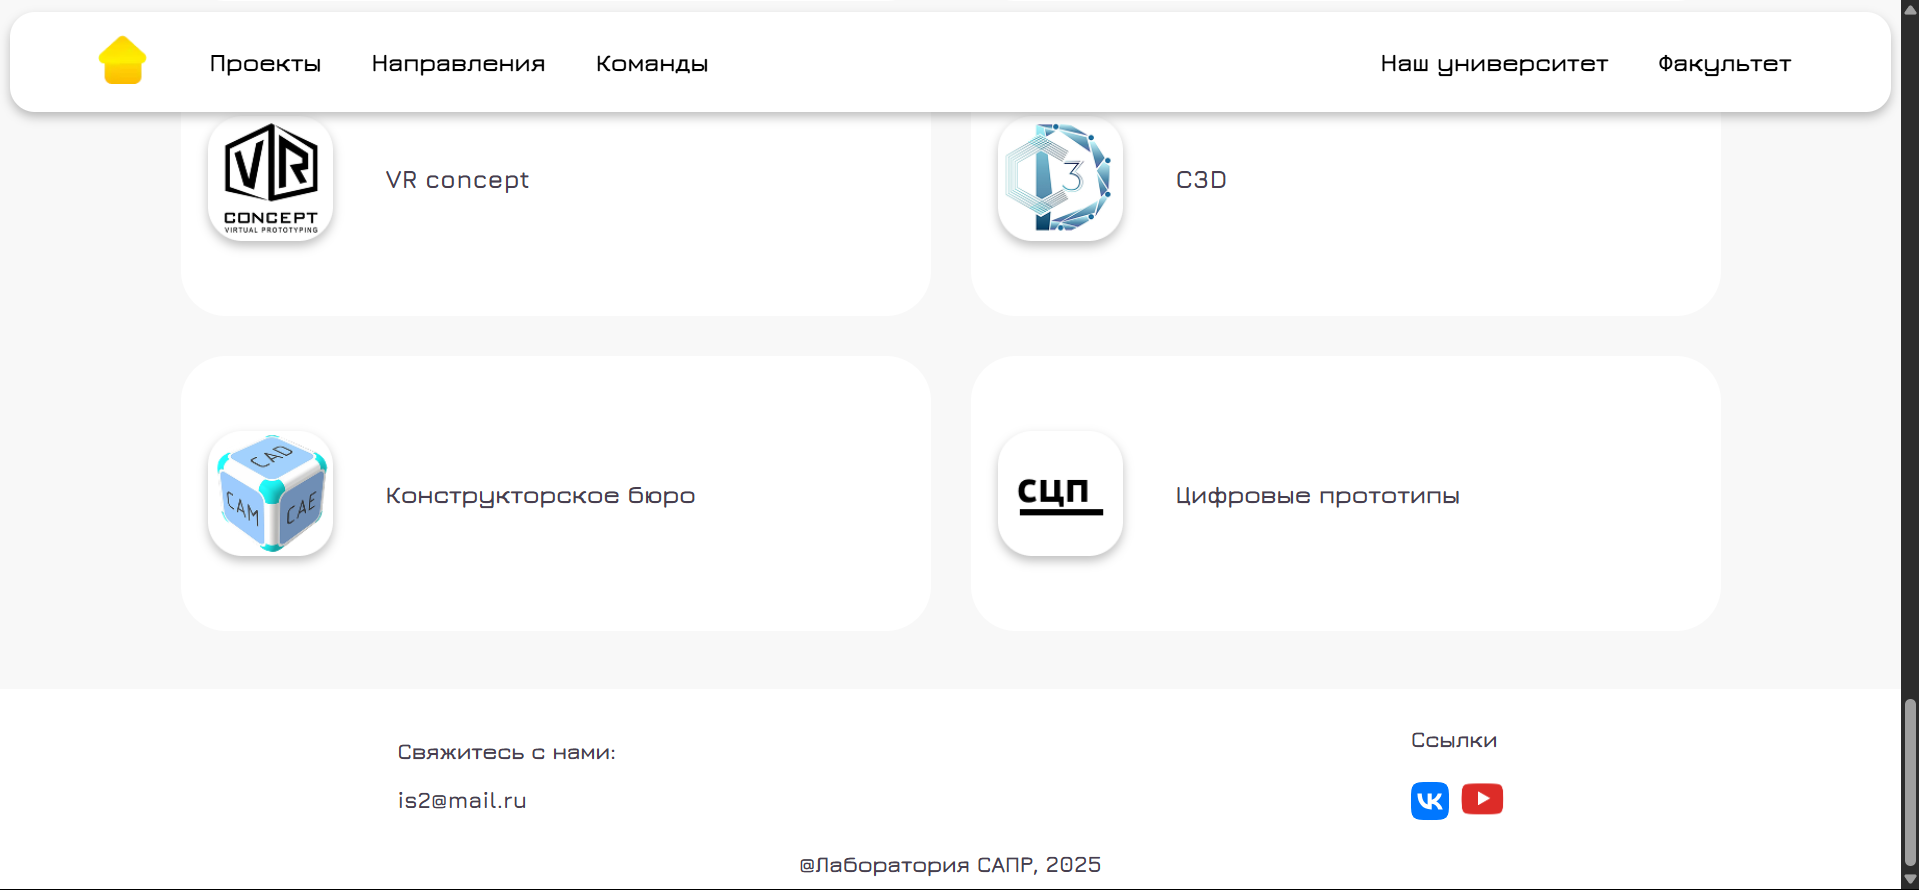 Проекты Направления Команды Наш университет Факультет
VR
CONCEPT
VIRTUAL PROTOTYPING
VR concept
C3D
C3D
CAD
CAM CAE
Конструкторское бюро
СЦП
Цифровые прототипы
Свяжитесь с нами:
is2@mail.ru
Ссылки
@Лаборатория САПР, 2025